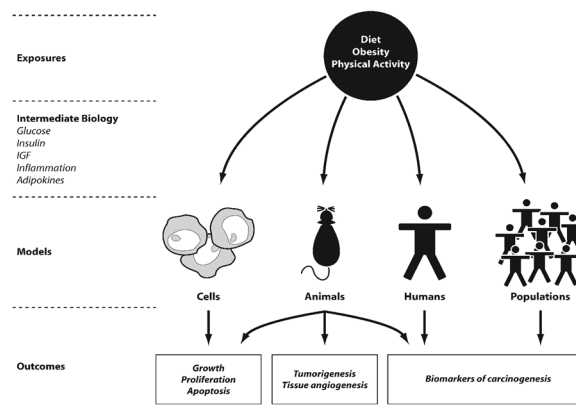 Diet
Obesity
Physical Activity
Exposures
Intermediate Biology
Glucose
Insulin
IGF
Inflammation
Adipokines
Models
Cells
Animals
Humans
Populations
Outcomes
Growth
Proliferation
Apoptosis
Tumorigenesis
Tissue angiogenesis
Biomarkers of carcinogenesis